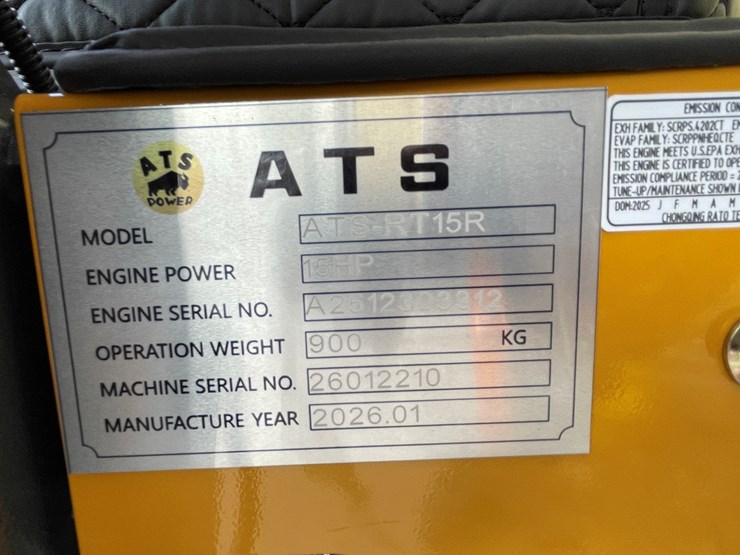 ATS
POWER
ATS
MODEL ATS-RT15R
ENGINE POWER 15HP
ENGINE SERIAL NO.
OPERATION WEIGHT 900 KG
MACHINE SERIAL NO. 26012210
MANUFACTURE YEAR 2026.01
EMISSION CON
EXH FAMILY: SCRPS.4202CT
EVAP FAMILY:
THIS ENGINE MEETS U.S.EPA EXH
THIS ENGINE IS CERTIFIED TO OPE
EMISSION COMPLIANCE PERIOD =
TUNE-UP/MAINTENANCE SHOWN
DOM:2025 J F M A M
CHONGQING RATO TE